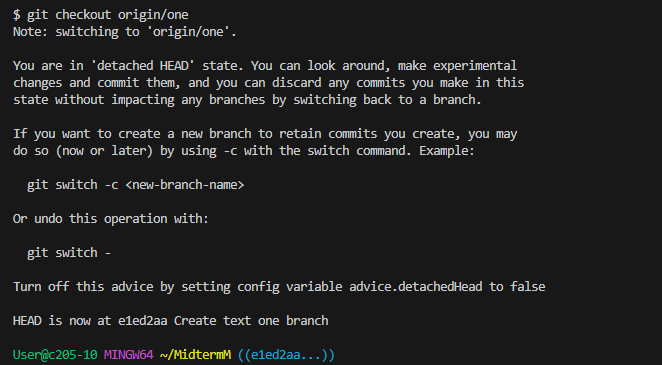 $ git checkout origin/one
Note: switching to 'origin/one'.
You are in 'detached HEAD' state. You can look around, make experimental
changes and commit them, and you can discard any commits you make in this
state without impacting any branches by switching back to a branch.
If you want to create a new branch to retain commits you create, you may
do so (now or later) by using -c with the switch command. Example:
git switch -c <new-branch-name>
Or undo this operation with:
git switch -
Turn off this advice by setting config variable advice.detachedHead to false
HEAD is now at e1ed2aa Create text one branch
User@c205-10 MINGW64 ~/MidtermM ((e1ed2aa...))